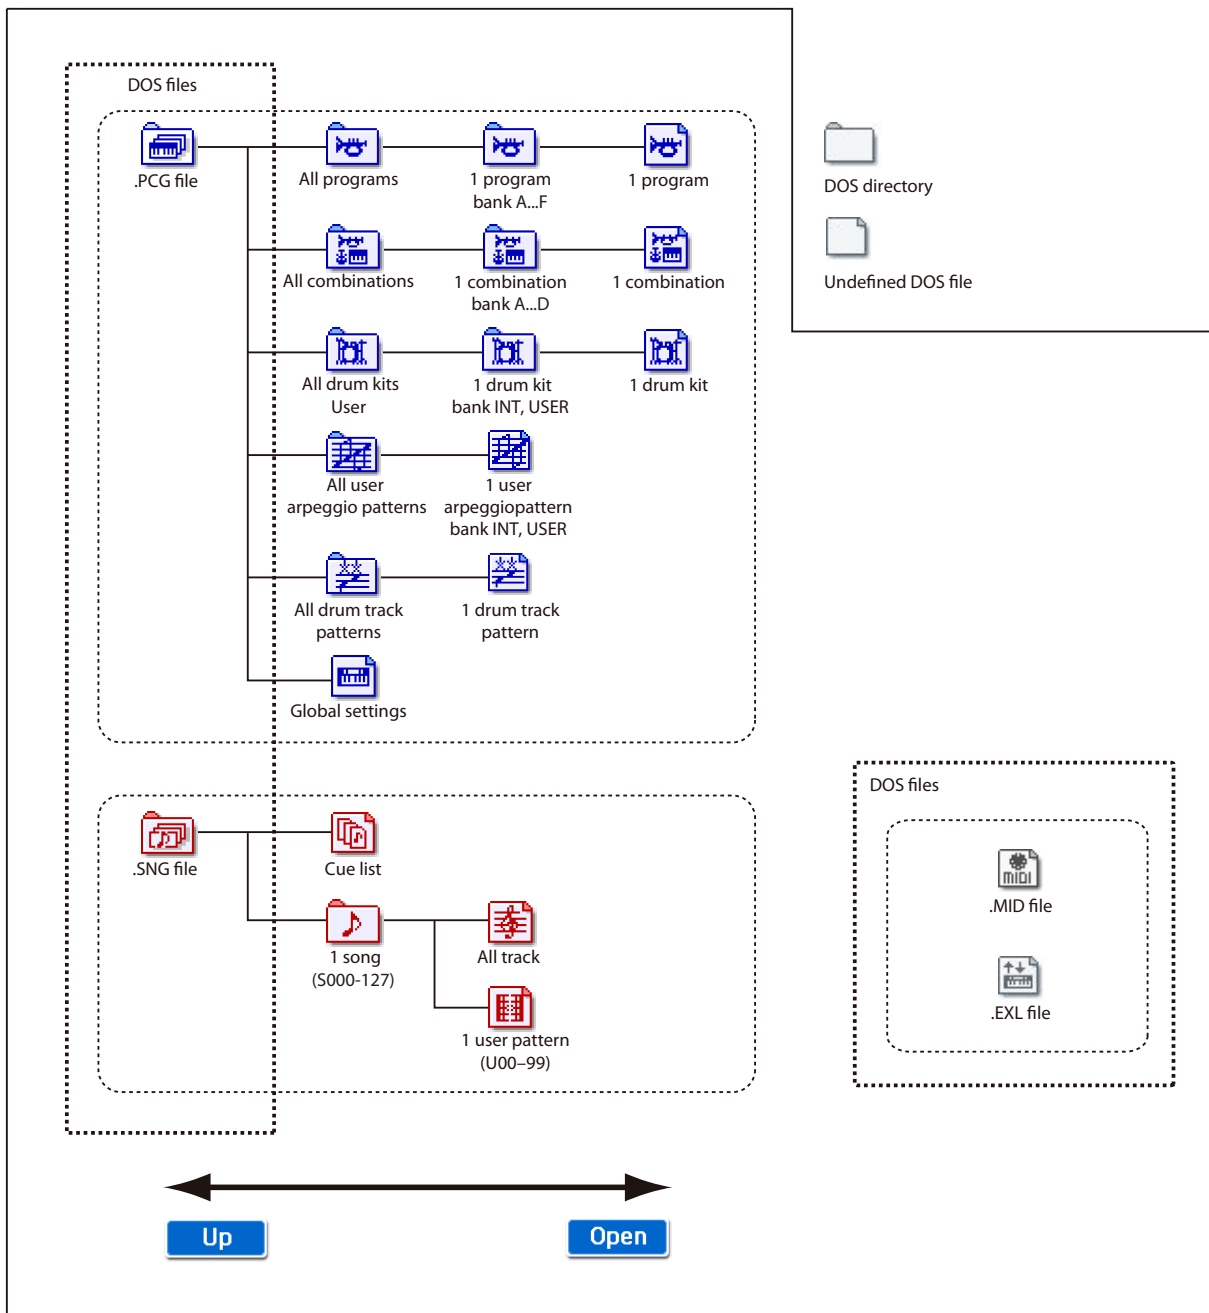 DOS files
.PCG file
All programs
1 program
bank A...F
1 program
All combinations
1 combination
bank A...D
1 combination
All drum kits
User
1 drum kit
bank INT, USER
1 drum kit
All user
arpeggio patterns
1 user
arpeggiopattern
bank INT, USER
All drum track
patterns
1 drum track
pattern
Global settings
DOS directory
Undefined DOS file
.SNG file
Cue list
1 song
(S000-127)
All track
1 user pattern
(U00–99)
DOS files
MIDI
.MID file
.EXL file
Up
Open